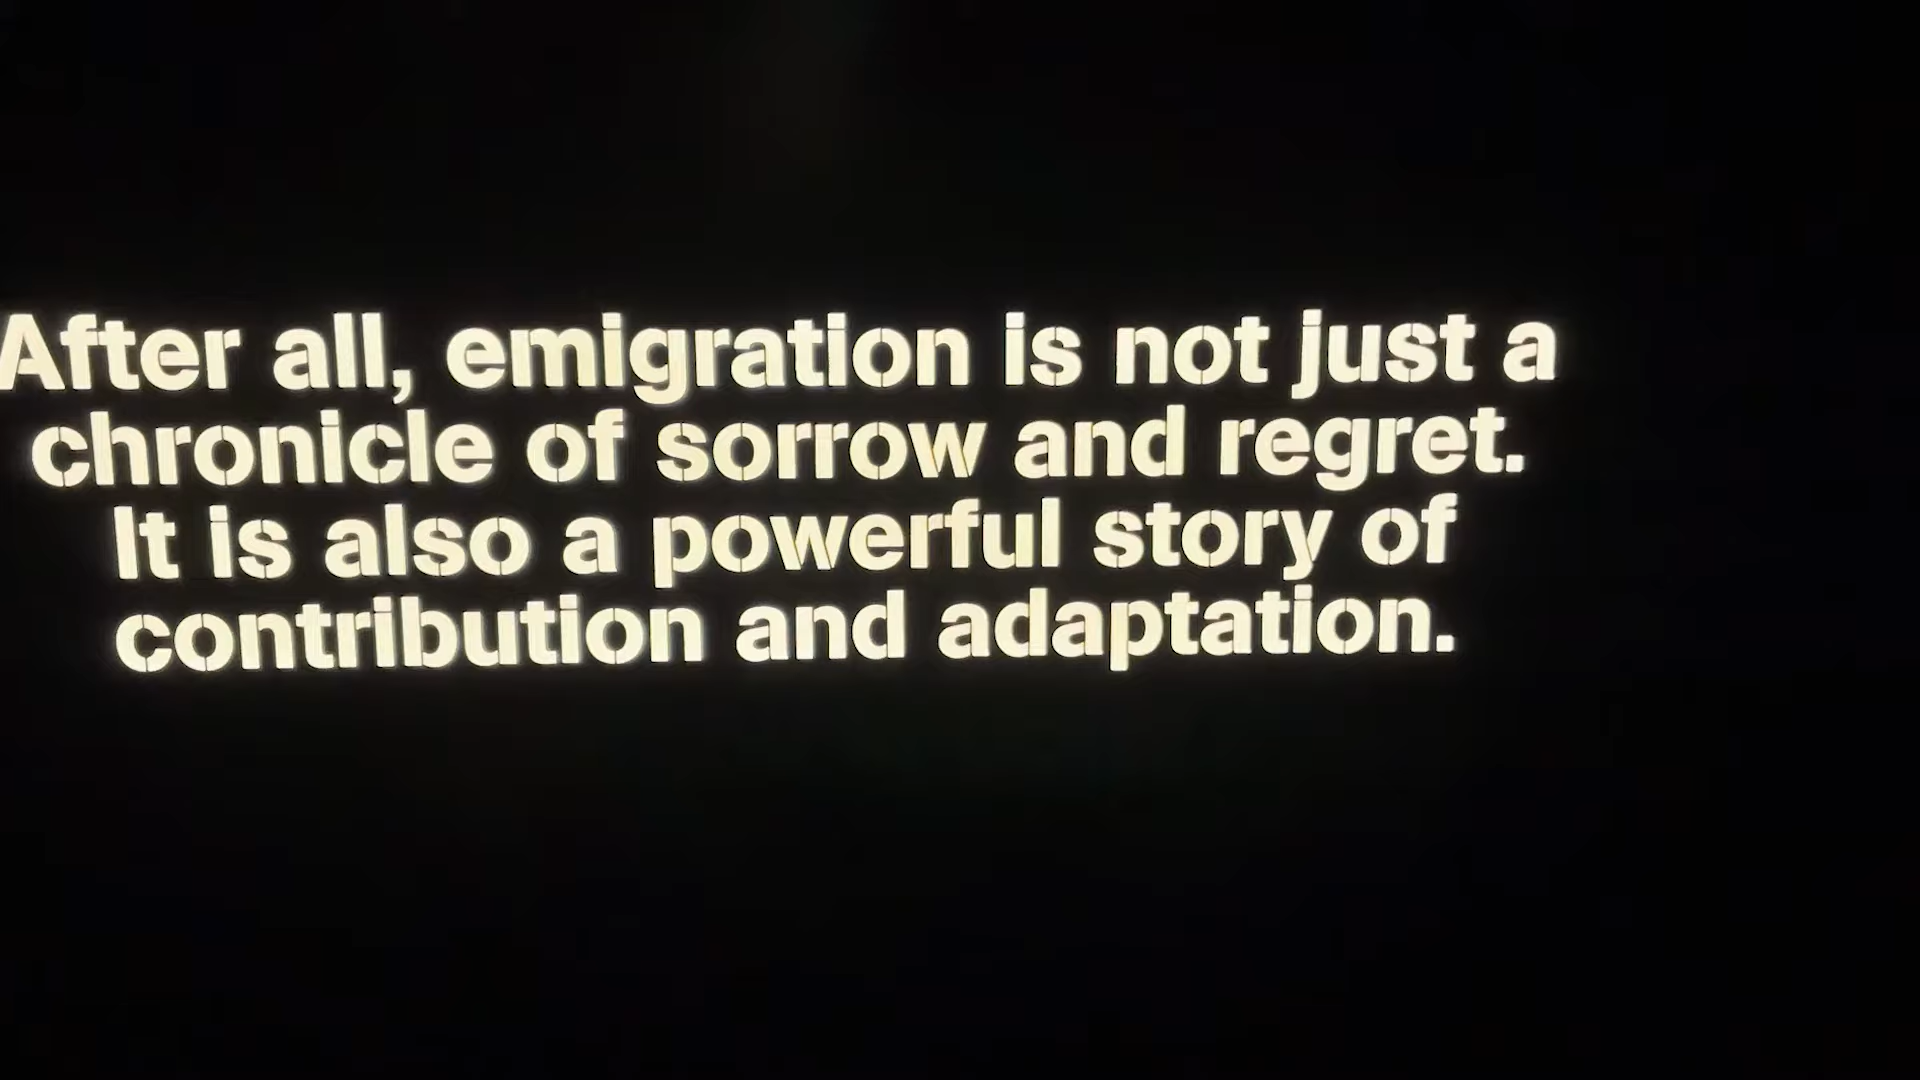 After all, emigration is not just a
chronicle of sorrow and regret.
It is also a powerful story of
contribution and adaptation.